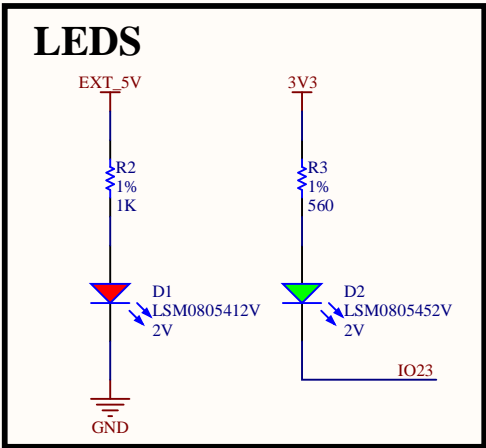 LEDS
EXT_5V
3V3
R2
1%
1K
R3
1%
560
D1
LSM0805412V
2V
D2
LSM0805452V
2V
IO23
GND